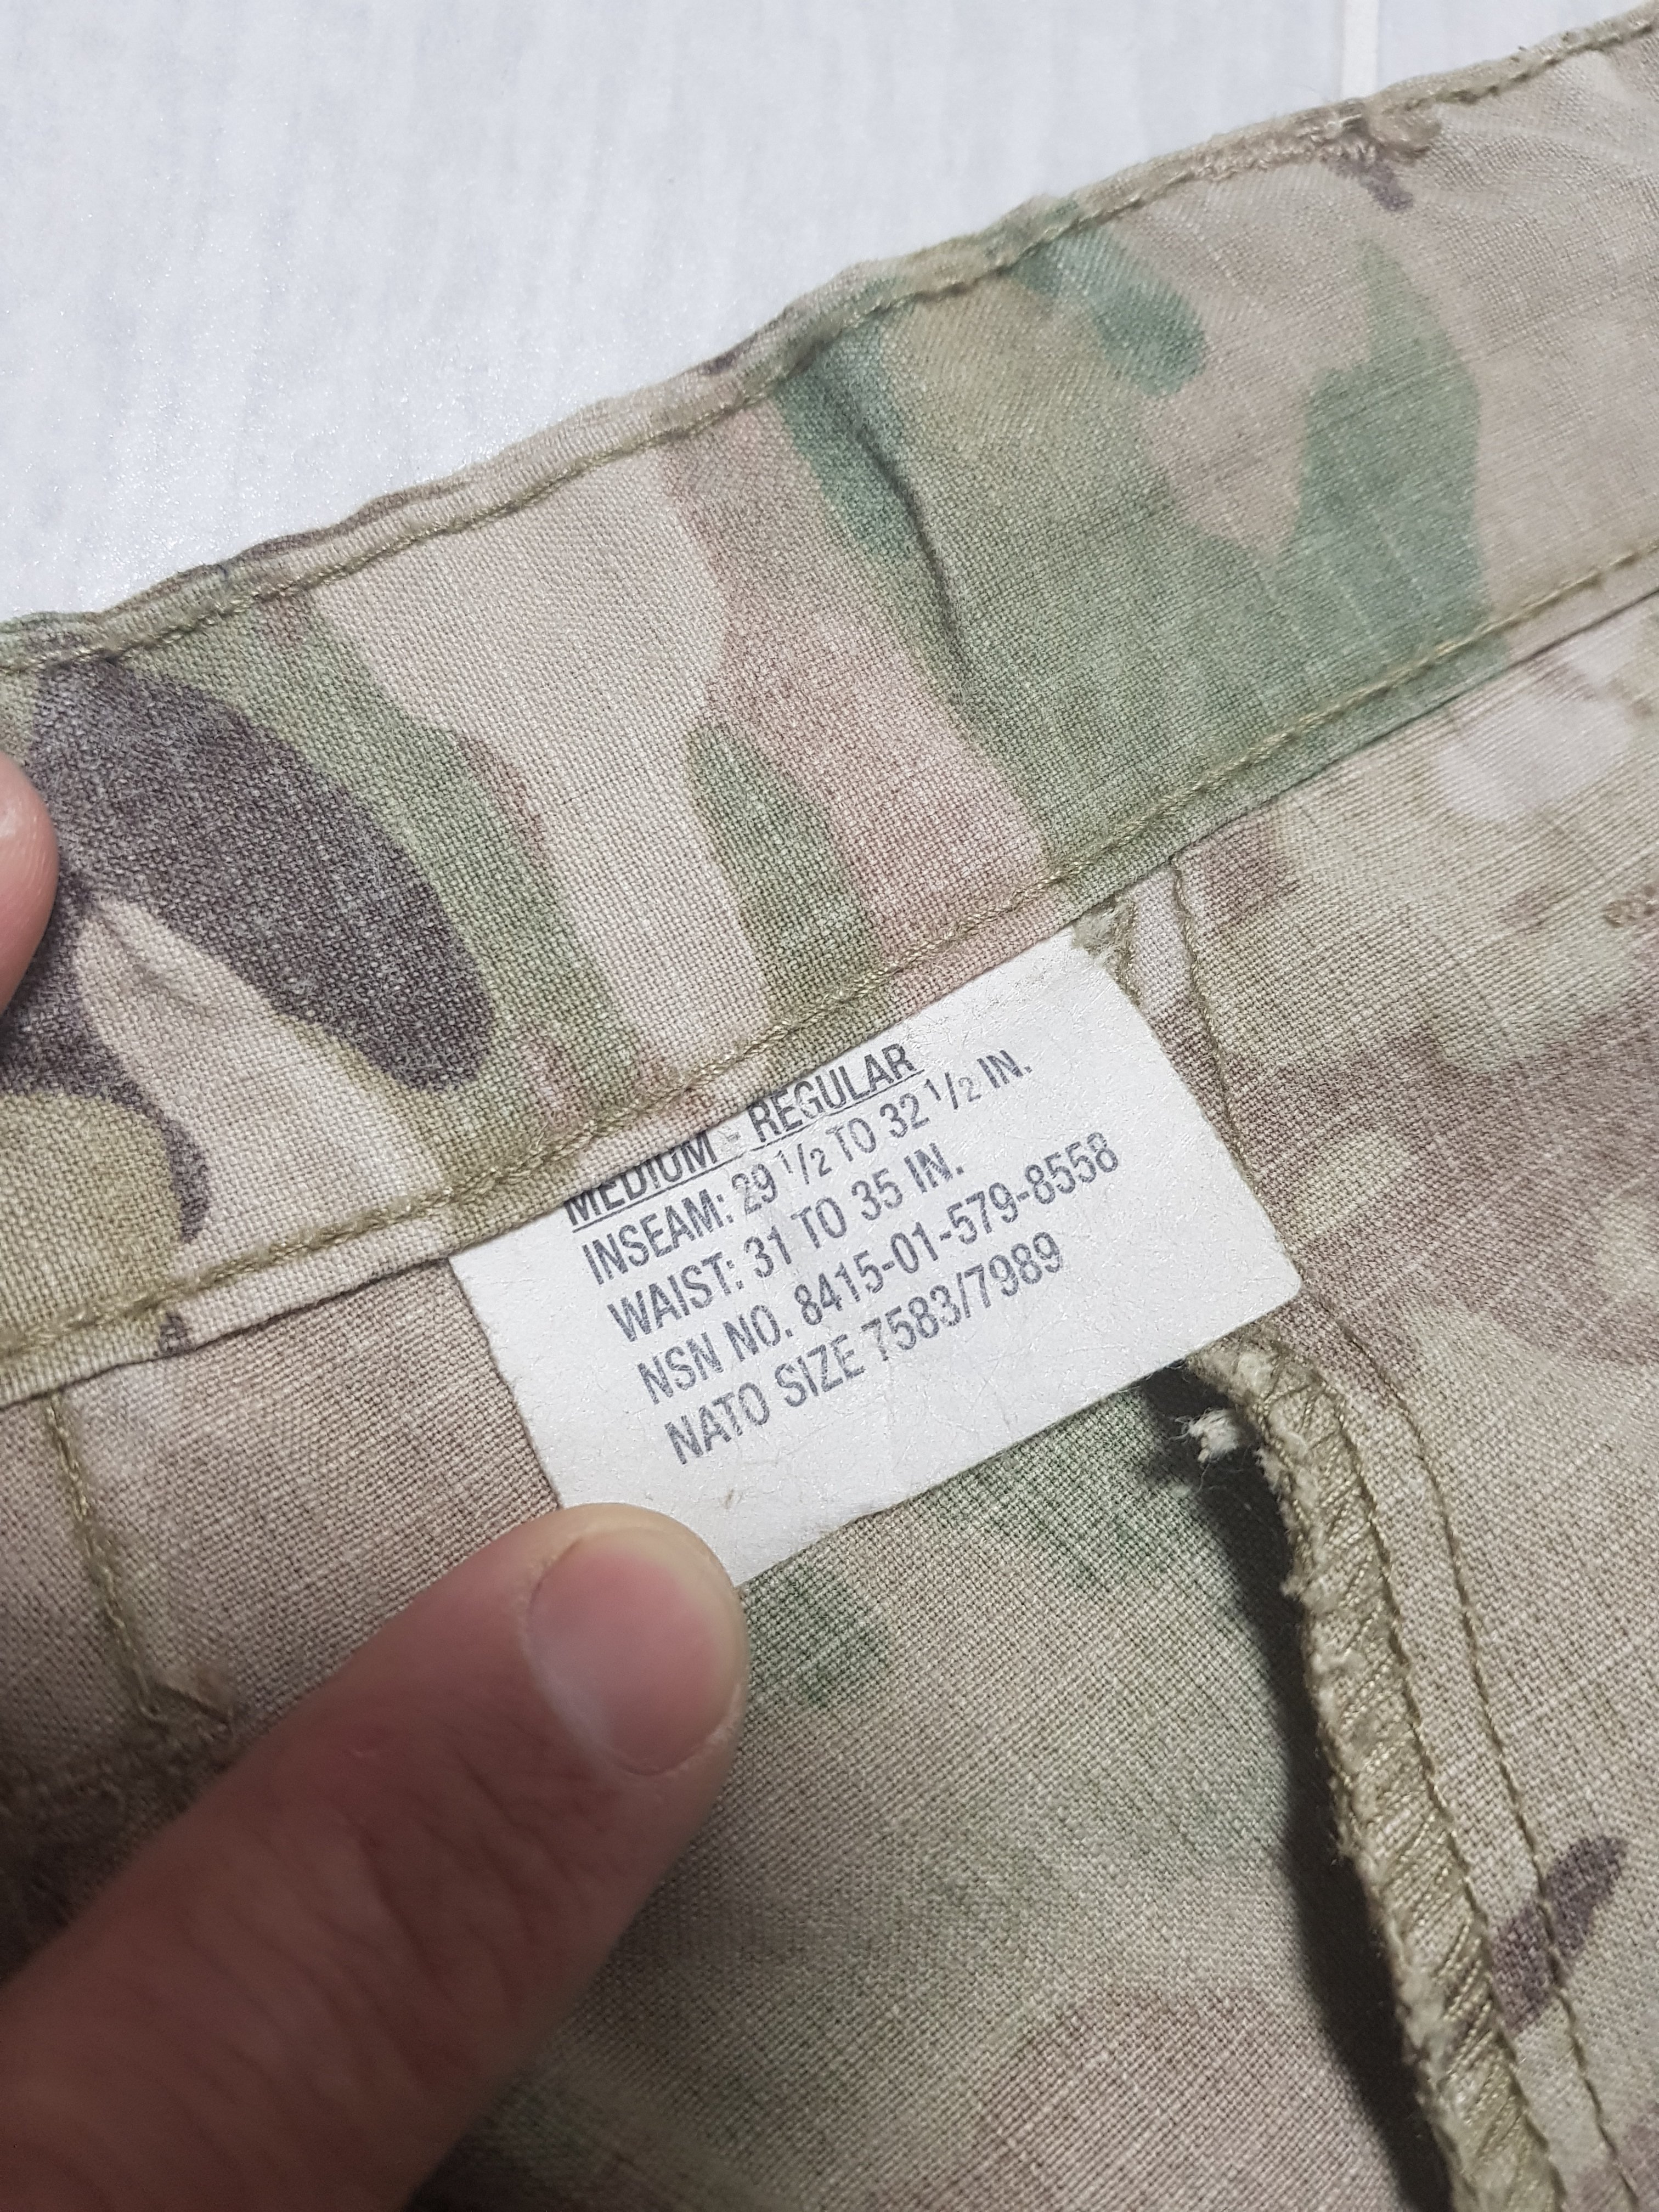 MEDIUM - REGULAR
INSEAM: 29 1/2 TO 32 1/2 IN.
WAIST: 31 TO 35 IN.
NSN NO. 8415-01-579-8558
NATO SIZE 7583/7989